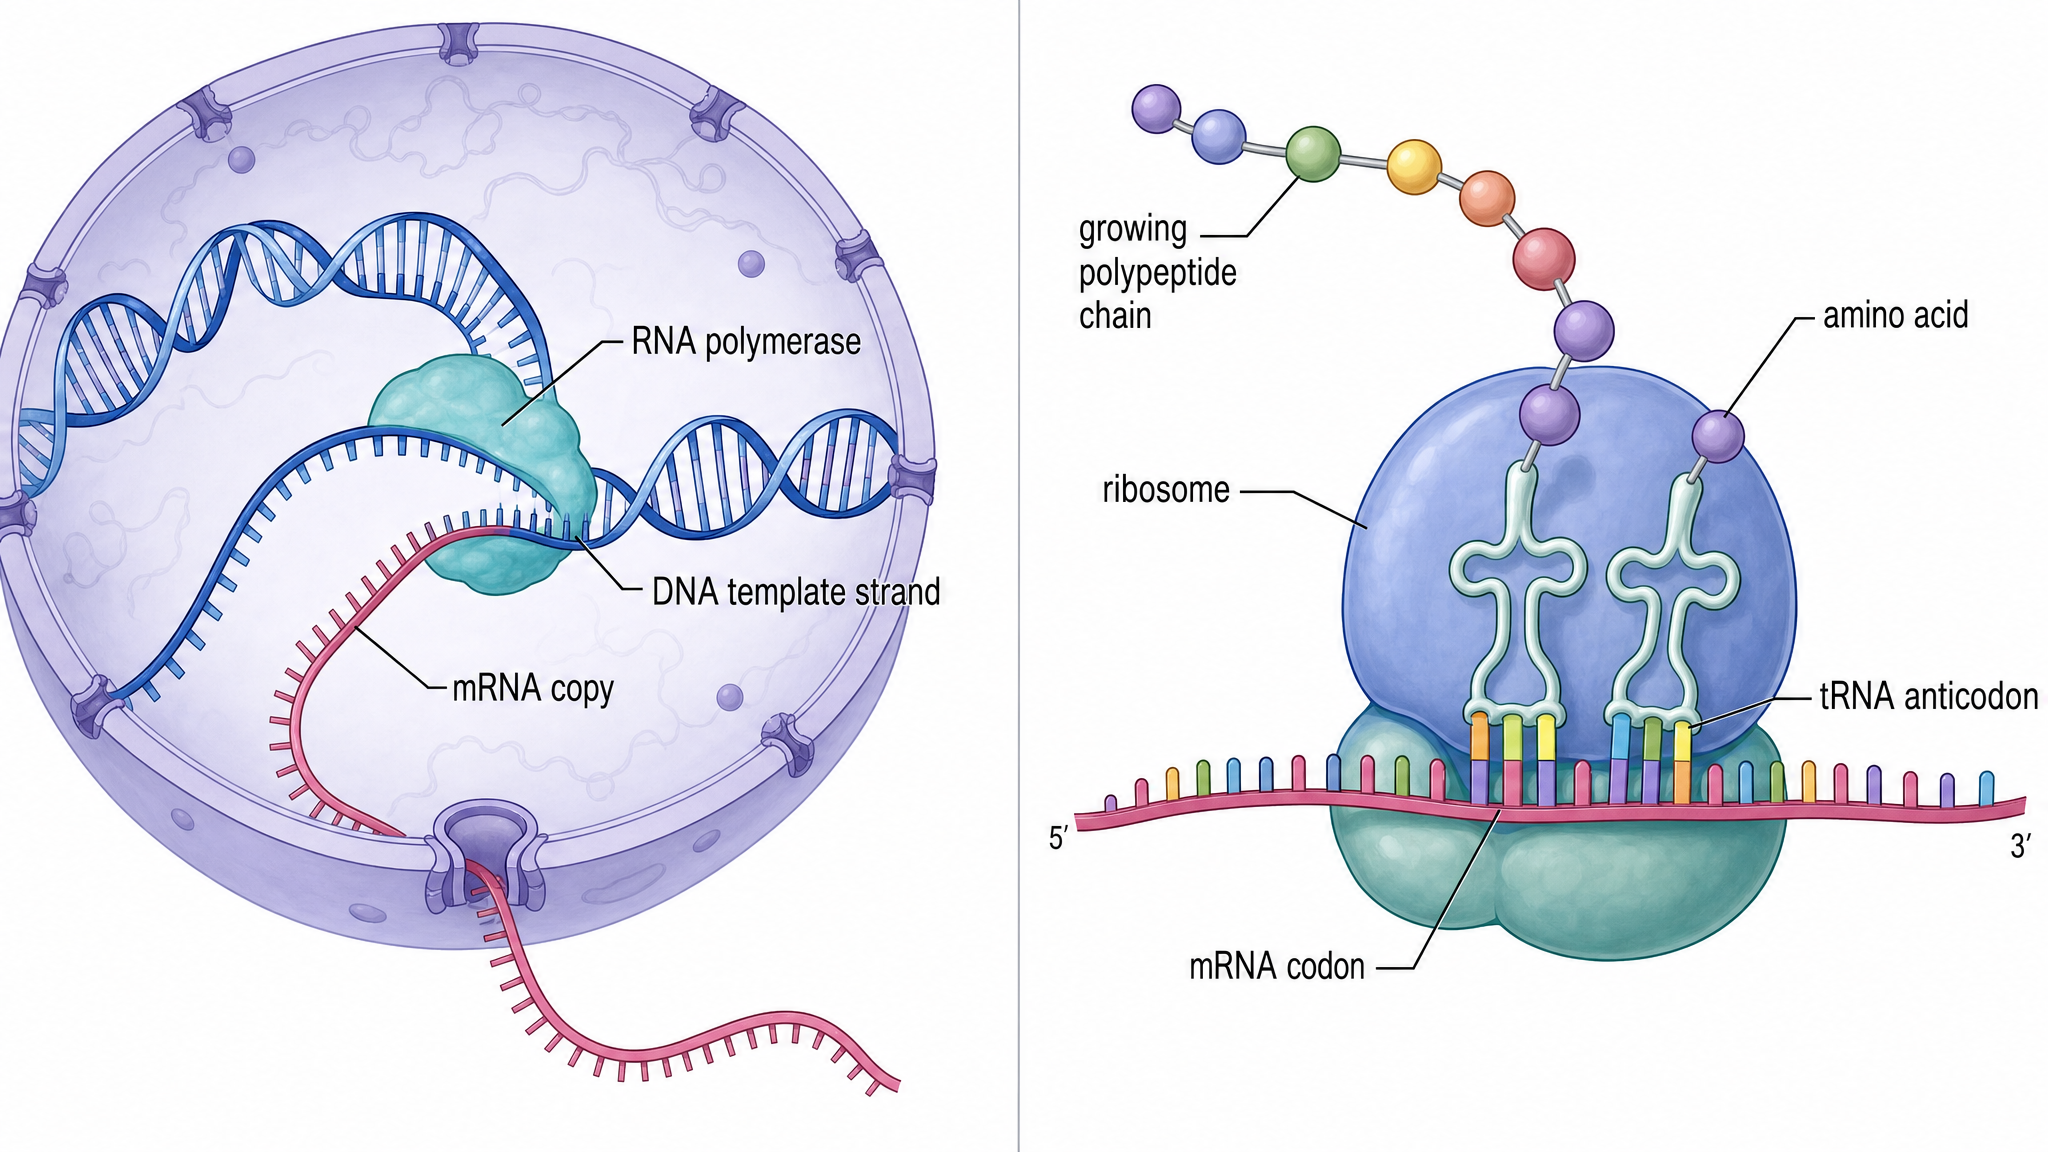 RNA polymerase
DNA template strand
mRNA copy
growing
polypeptide
chain
amino acid
ribosome
tRNA anticodon
5′
3′
mRNA codon